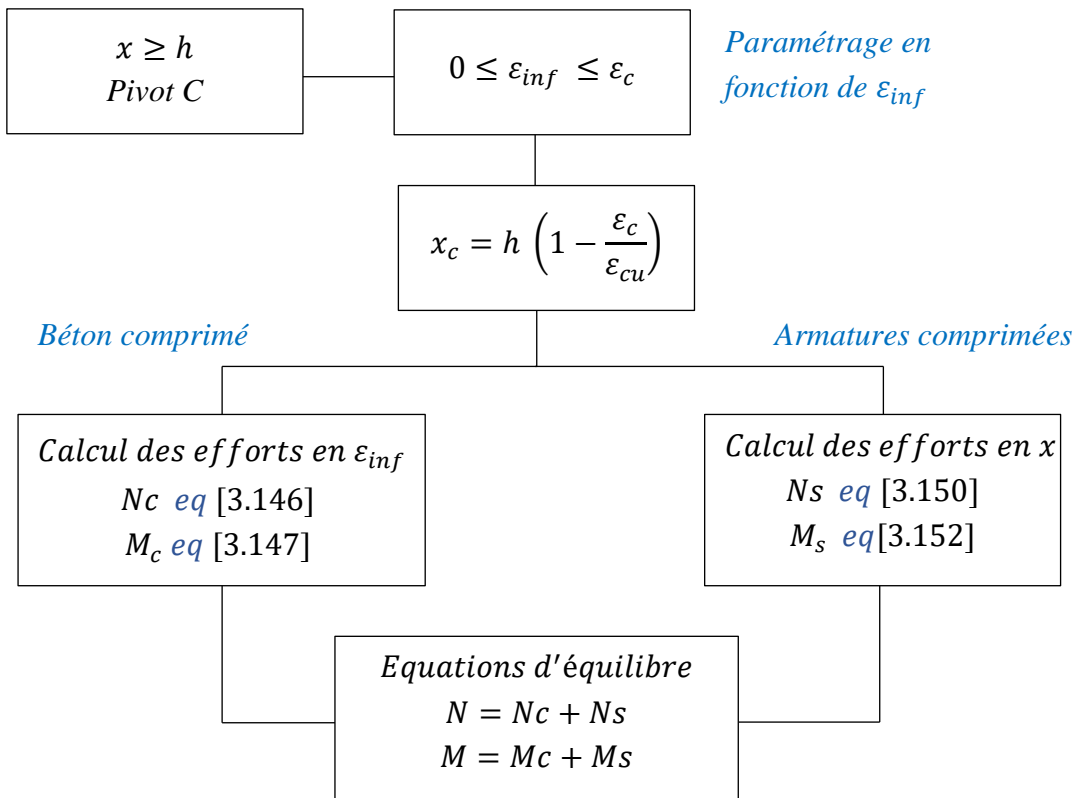 x ≥ h
Pivot C
0 ≤ ε_inf ≤ ε_c
Paramétrage en
fonction de ε_inf
x_c = h (1 − ε_c/ε_cu)
Béton comprimé
Armatures comprimées
Calcul des efforts en ε_inf
Nc eq [3.146]
M_c eq [3.147]
Calcul des efforts en x
Ns eq [3.150]
M_s eq[3.152]
Equations d'équilibre
N = Nc + Ns
M = Mc + Ms